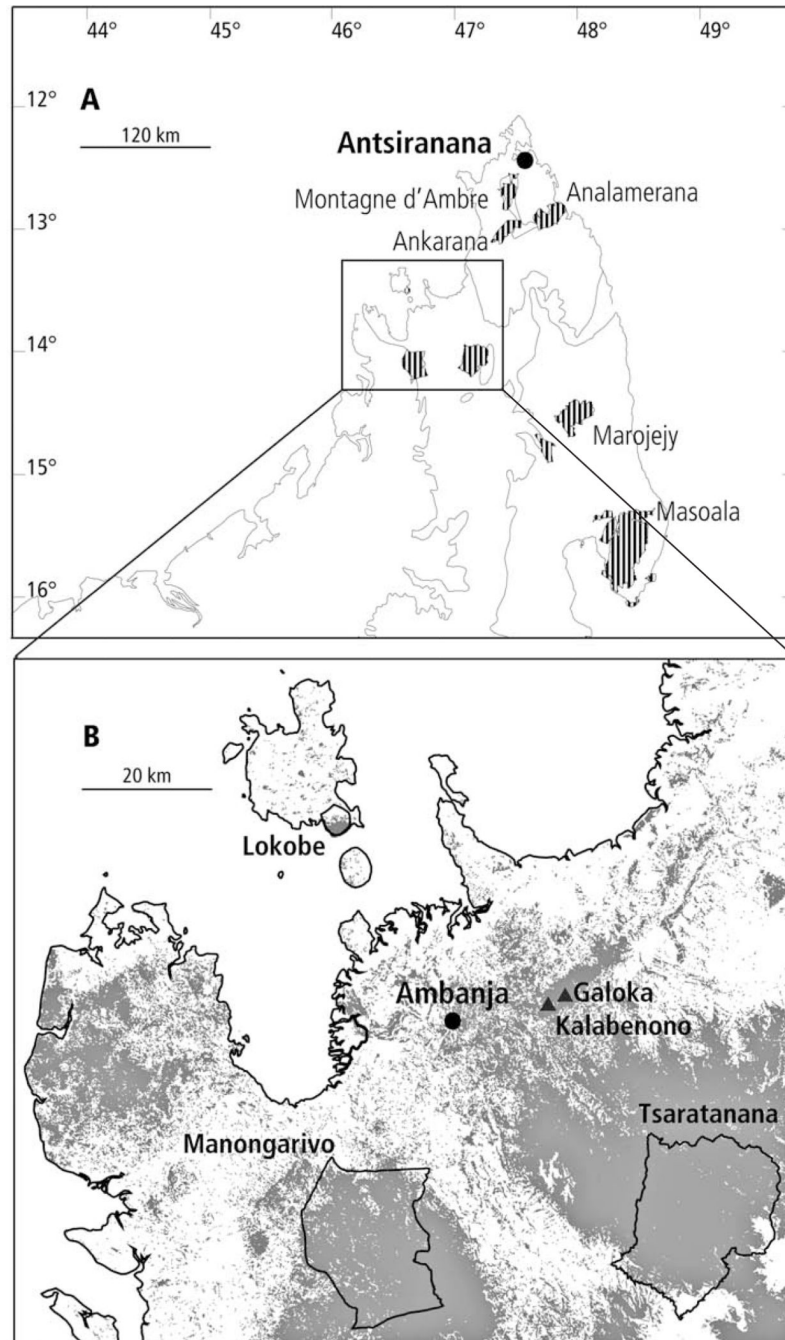 44° 45° 46° 47° 48° 49°
12°
A
120 km
Antsiranana
Montagne d’Ambre
Analamerana
13°
Ankarana
14°
Marojejy
15°
Masoala
16°
B
20 km
Lokobe
Ambanja
Galoka
Kalabenono
Tsaratanana
Manongarivo